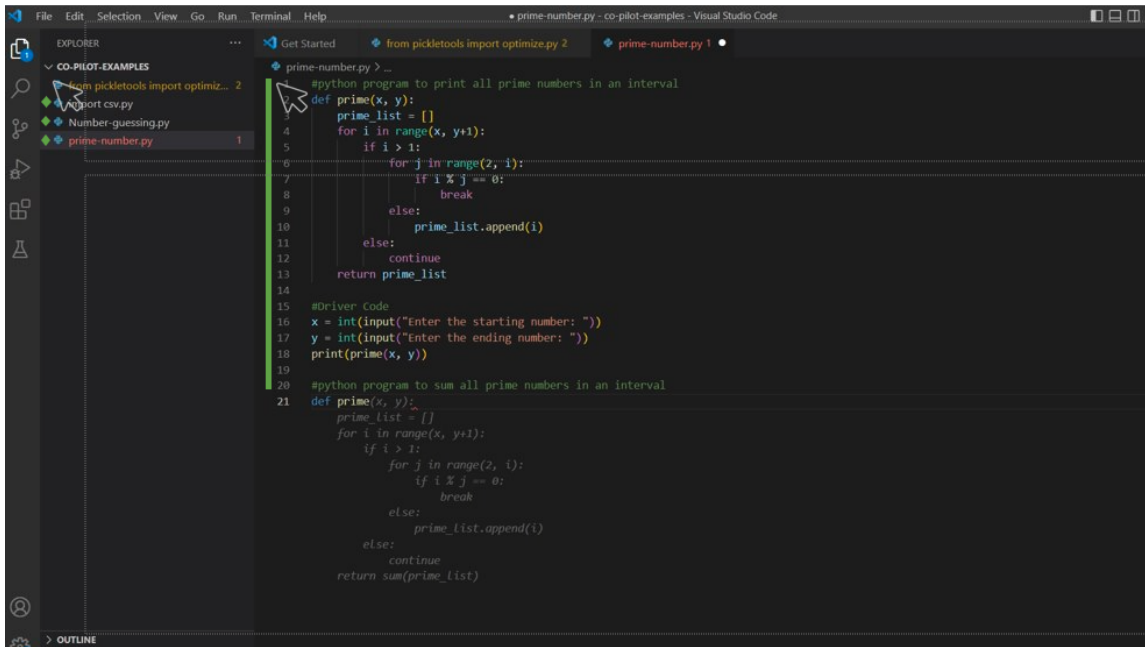 File Edit Selection View Go Run Terminal Help
● prime-number.py - co-pilot-examples - Visual Studio Code
EXPLORER ...
Get Started
from pickletools import optimize.py 2
prime-number.py 1 ●
CO-PILOT-EXAMPLES
from pickletools import optimiz... 2
import csv.py
Number-guessing.py
prime-number.py 1
1
prime-number.py > ...
1 #python program to print all prime numbers in an interval
2 def prime(x, y):
3     prime_list = []
4     for i in range(x, y+1):
5         if i > 1:
6             for j in range(2, i):
7                 if i % j == 0:
8                     break
9             else:
10                 prime_list.append(i)
11         else:
12             continue
13     return prime_list
14
15 #Driver Code
16 x = int(input("Enter the starting number: "))
17 y = int(input("Enter the ending number: "))
18 print(prime(x, y))
19
20 #python program to sum all prime numbers in an interval
21 def prime(x, y):
    prime_list = []
    for i in range(x, y+1):
        if i > 1:
            for j in range(2, i):
                if i % j == 0:
                    break
            else:
                prime_list.append(i)
        else:
            continue
    return sum(prime_list)
OUTLINE